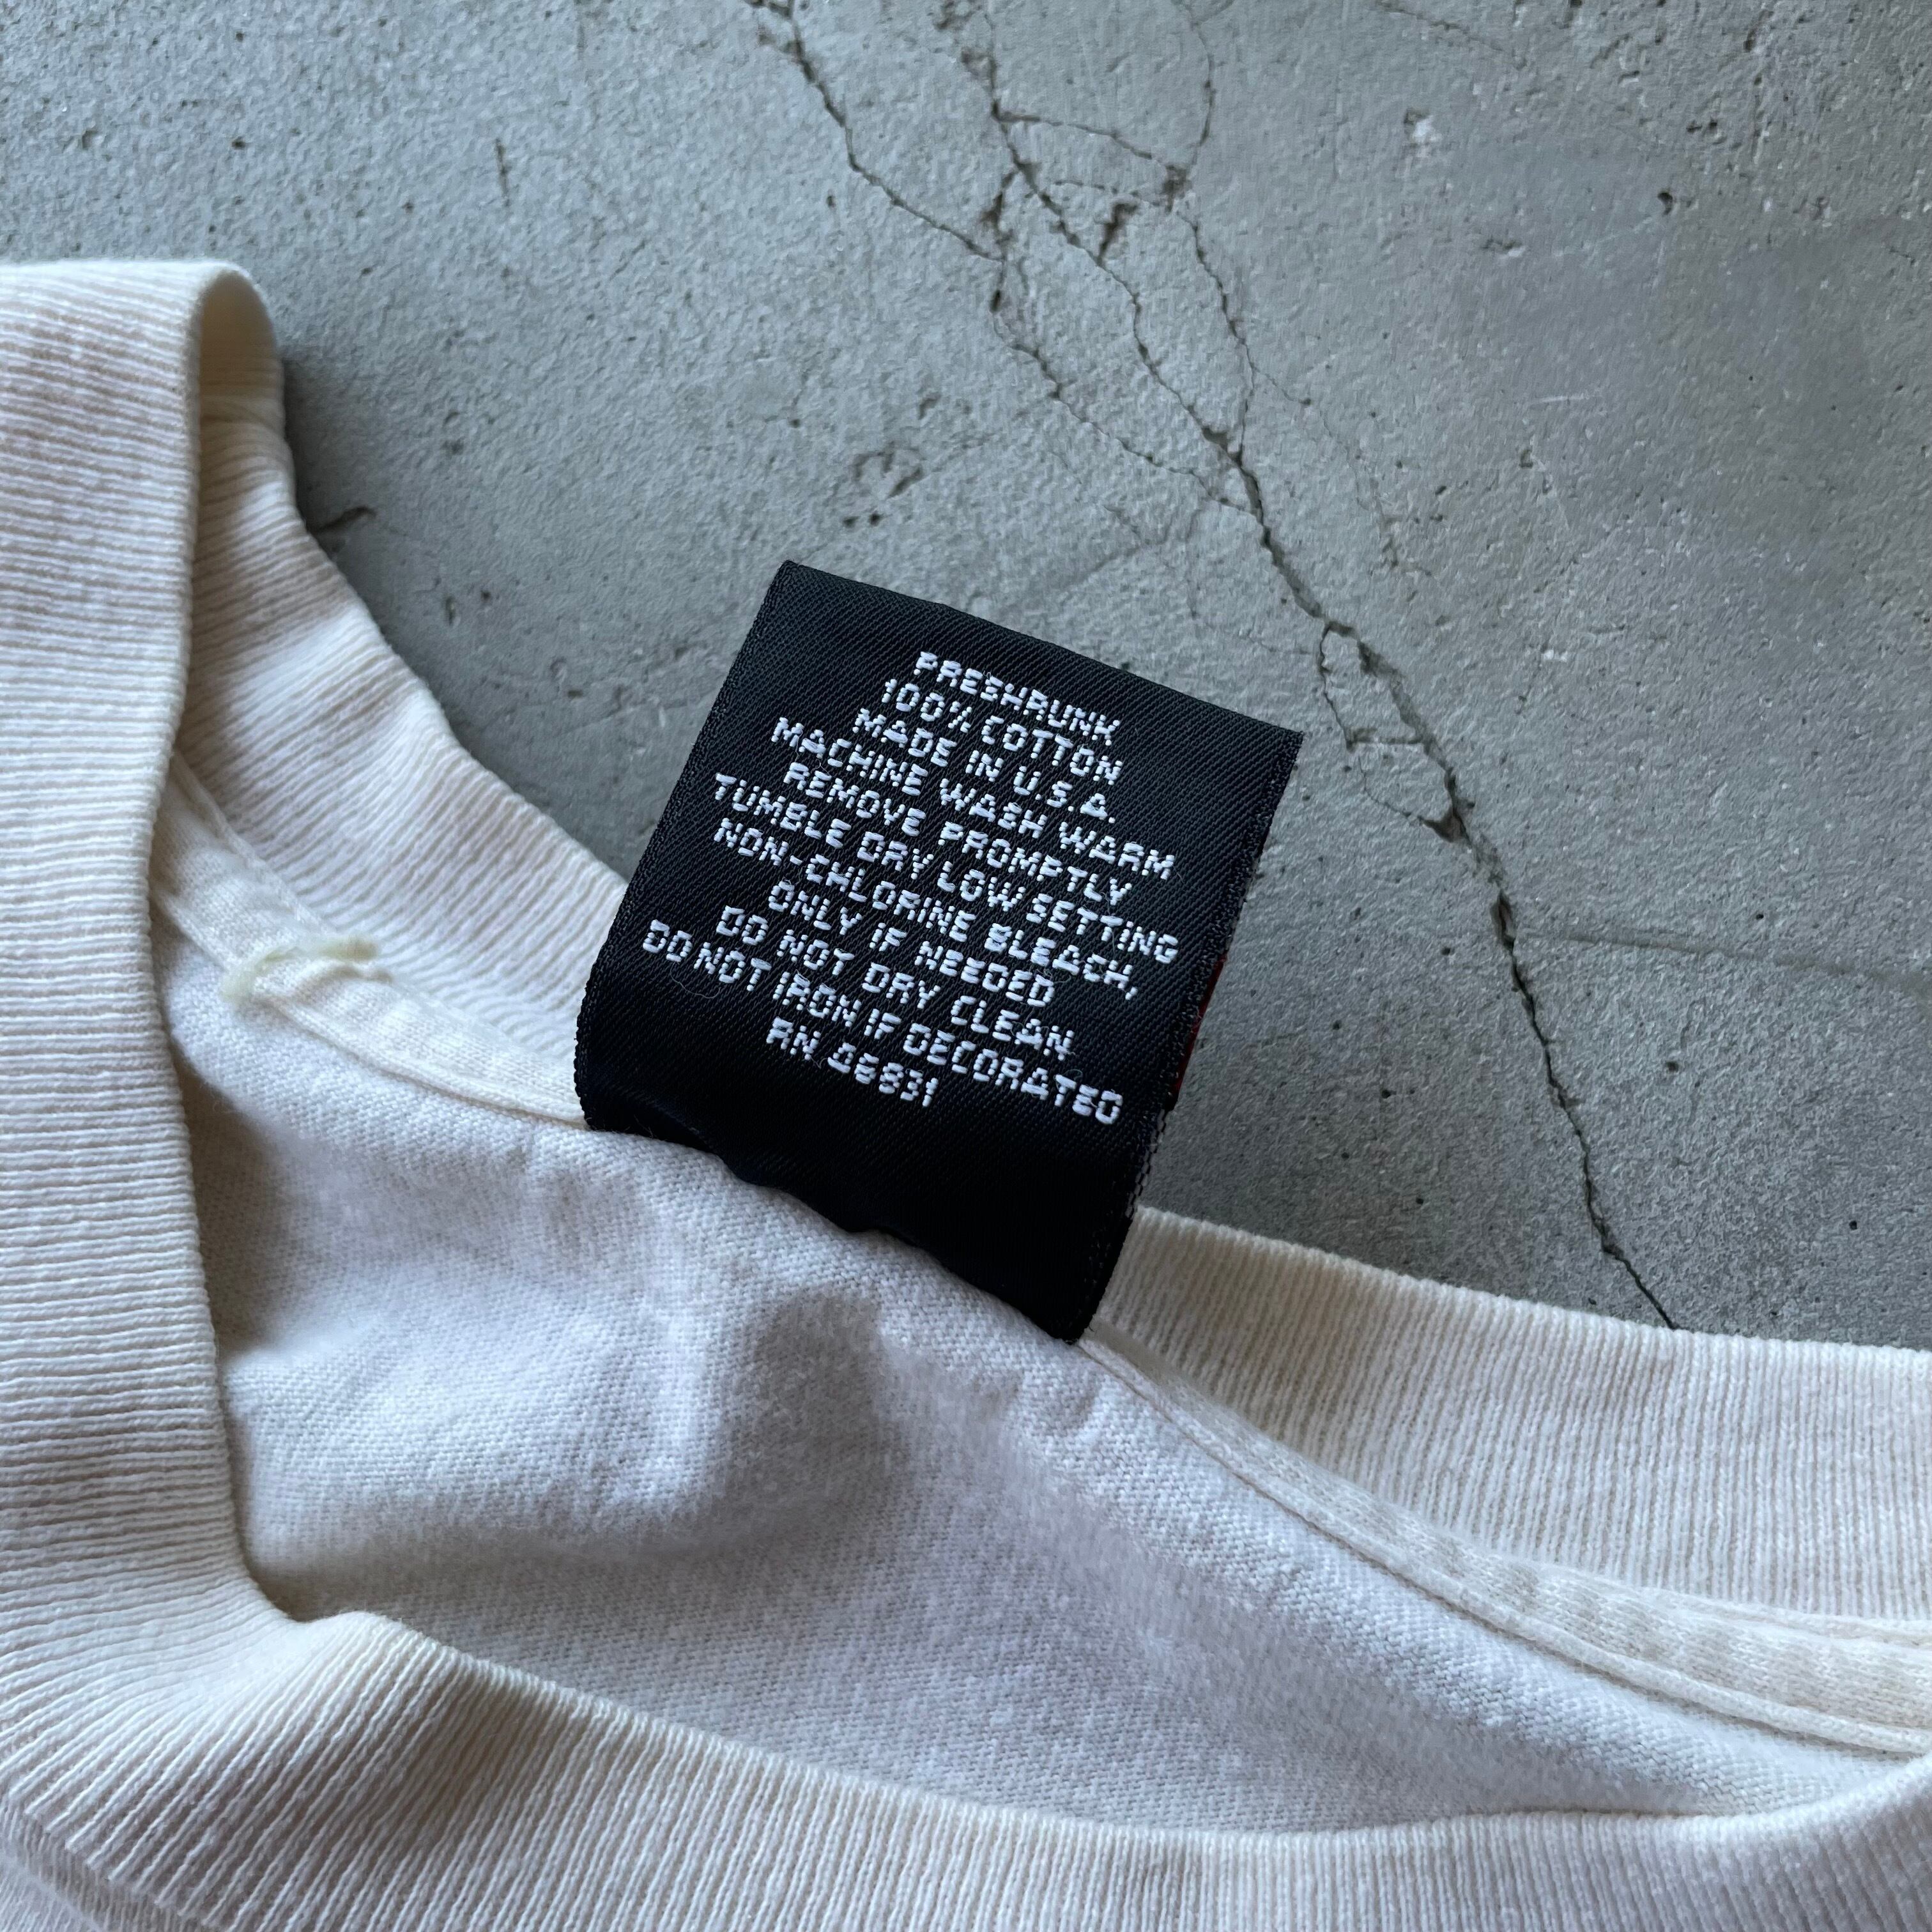 PRESHRUNK
100% COTTON
MADE IN U.S.A.
MACHINE WASH WARM
REMOVE PROMPTLY
TUMBLE DRY LOW SETTING
NON-CHLORINE BLEACH,
ONLY IF NEEDED
DO NOT DRY CLEAN
DO NOT IRON IF DECORATED
RN